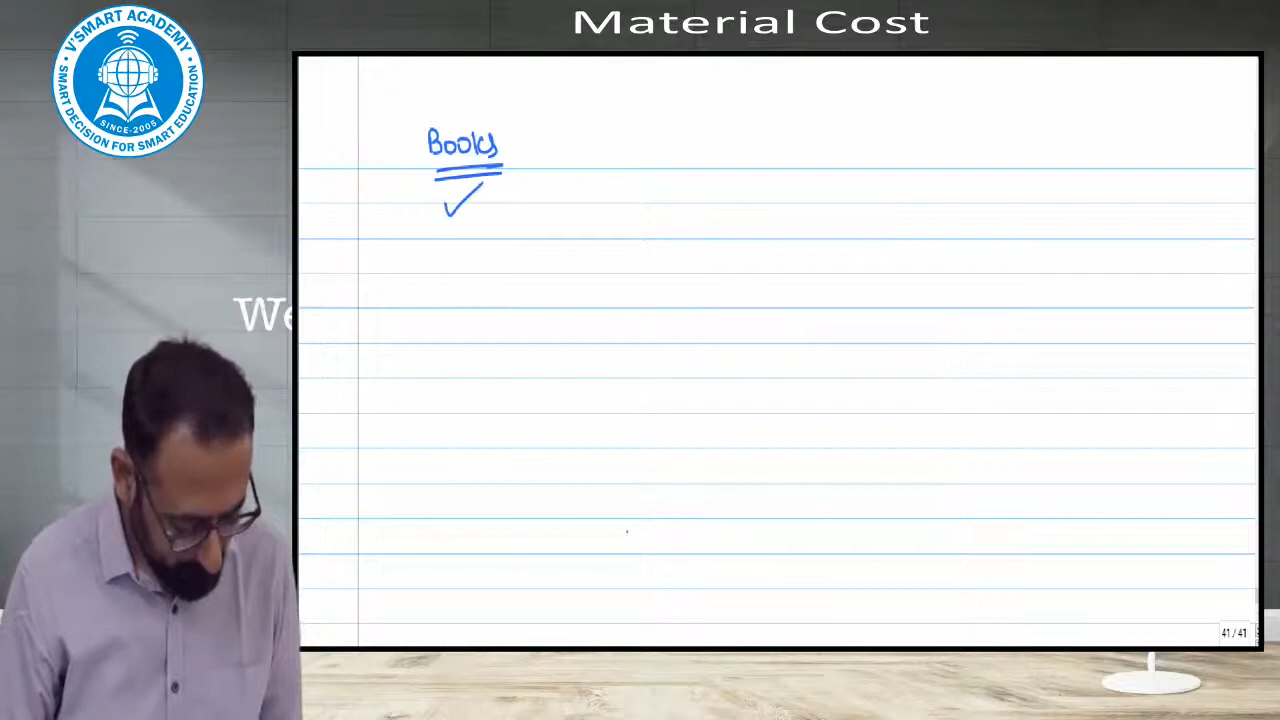 Material Cost
V'SMART ACADEMY
SINCE-2005
SMART DECISION FOR SMART EDUCATION
Books
We
41 / 41